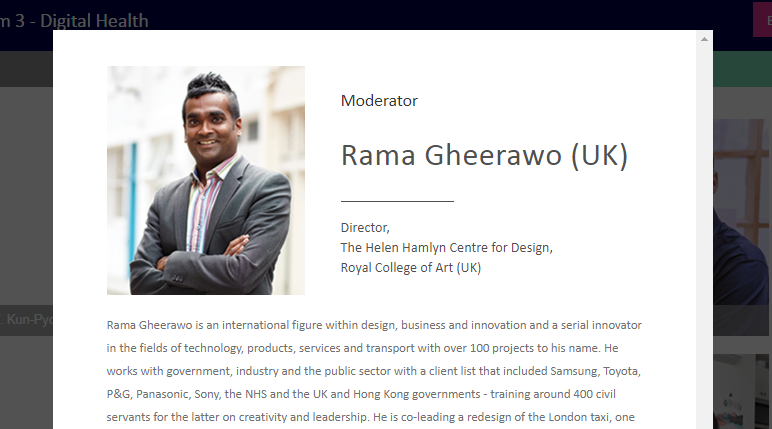 m 3 - Digital Health
Moderator
Rama Gheerawo (UK)
Director,
The Helen Hamlyn Centre for Design,
Royal College of Art (UK)
. Kun-Pyo
Rama Gheerawo is an international figure within design, business and innovation and a serial innovator
in the fields of technology, products, services and transport with over 100 projects to his name. He
works with government, industry and the public sector with a client list that included Samsung, Toyota,
P&G, Panasonic, Sony, the NHS and the UK and Hong Kong governments - training around 400 civil
servants for the latter on creativity and leadership. He is co-leading a redesign of the London taxi, one